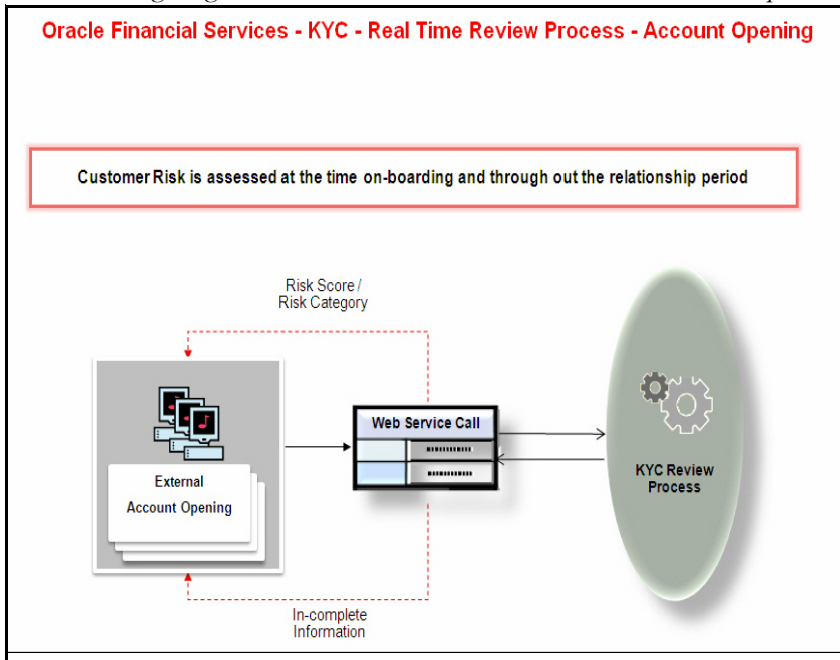 Oracle Financial Services - KYC - Real Time Review Process - Account Opening
Customer Risk is assessed at the time on-boarding and through out the relationship period
Risk Score /
Risk Category
Web Service Call
External
Account Opening
KYC Review
Process
In-complete
Information